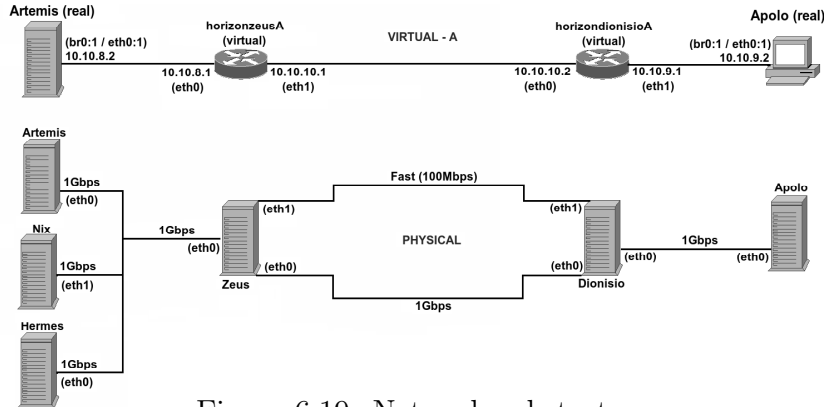 Artemis (real)
(br0:1 / eth0:1)
10.10.8.2
horizonzeusA
(virtual)
10.10.8.1
(eth0)
10.10.10.1
(eth1)
VIRTUAL - A
horizondionisioA
(virtual)
10.10.10.2
(eth0)
10.10.9.1
(eth1)
Apolo (real)
(br0:1 / eth0:1)
10.10.9.2
Artemis
1Gbps
(eth0)
Nix
1Gbps
(eth1)
Hermes
1Gbps
(eth0)
1Gbps
(eth0)
Zeus
(eth1)
(eth0)
Fast (100Mbps)
PHYSICAL
1Gbps
(eth1)
(eth0)
Dionisio
(eth0)
1Gbps
(eth0)
Apolo